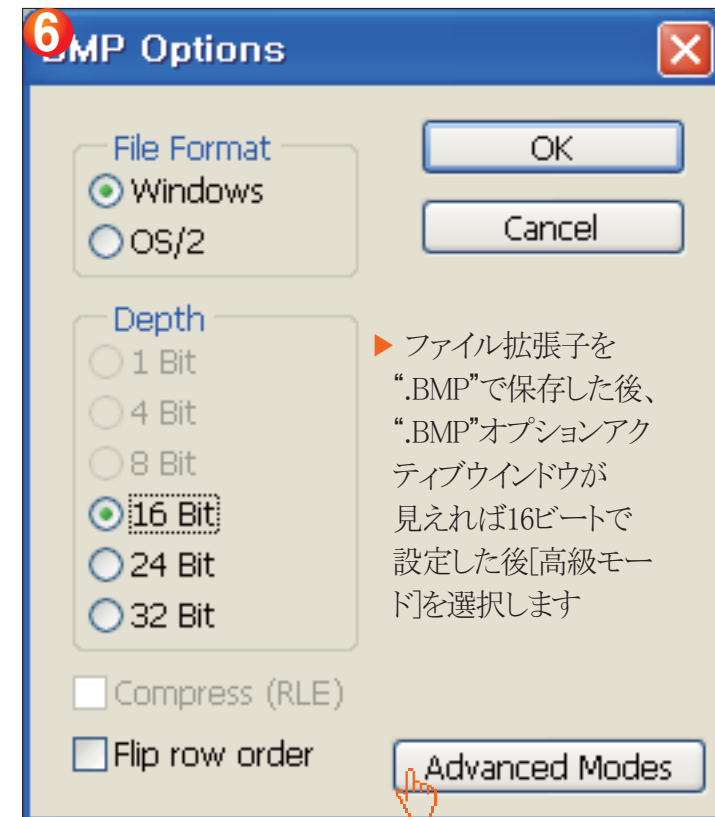 6
BMP Options
File Format
Windows
OS/2
OK
Cancel
Depth
1 Bit
4 Bit
8 Bit
16 Bit
24 Bit
32 Bit
▶ ファイル拡張子を
“.BMP”で保存した後、
“.BMP”オプションアク
ティブウインドウが
見えれば16ビートで
設定した後[高級モー
ド]を選択します
Compress (RLE)
Flip row order
Advanced Modes